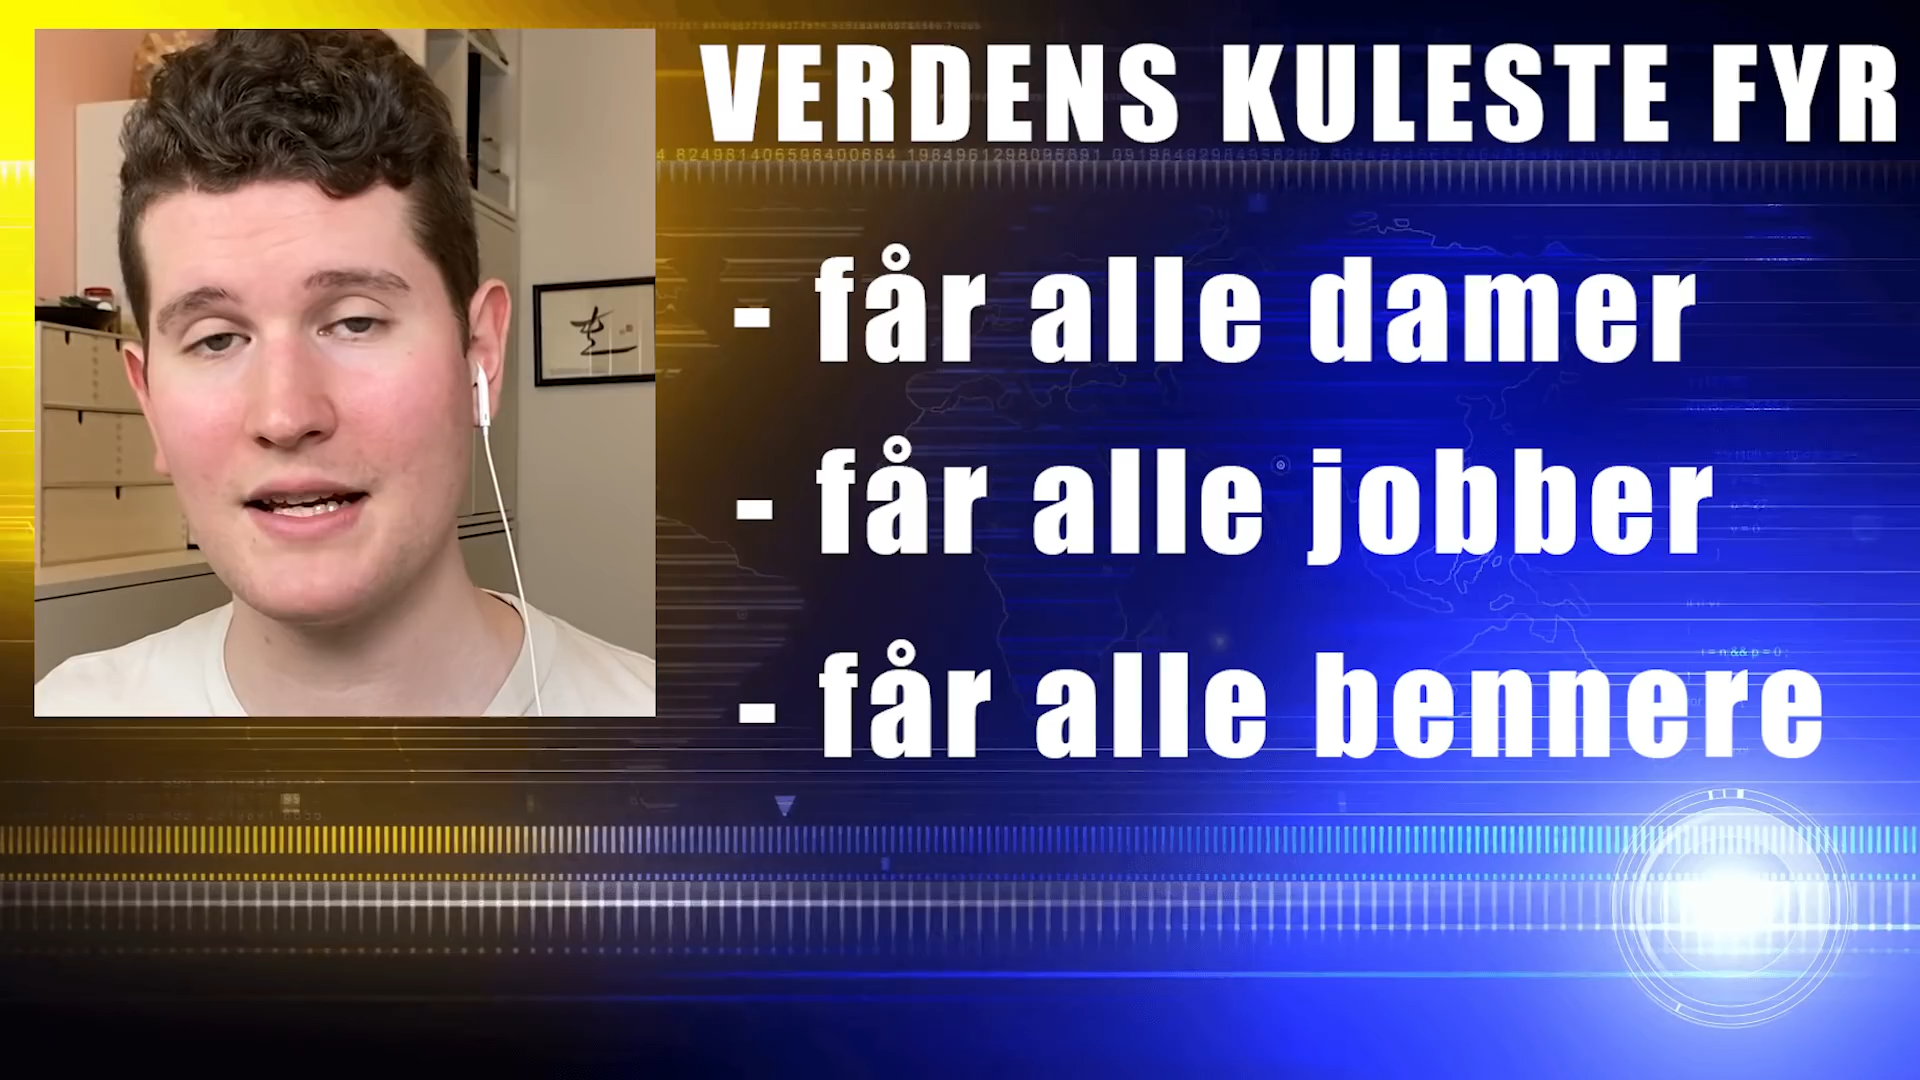 VERDENS KULESTE FYR
- får alle damer
- får alle jobber
- får alle bennere